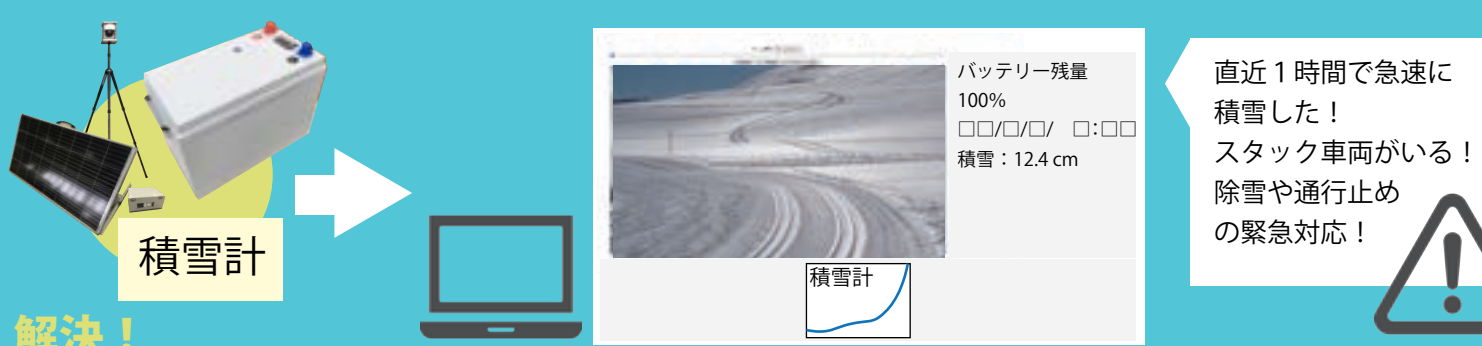 積雪計
解決！
バッテリー残量
100%
□□/□/□/　□:□□
積雪：12.4 cm
積雪計
直近１時間で急速に
積雪した！
スタック車両がいる！
除雪や通行止め
の緊急対応！